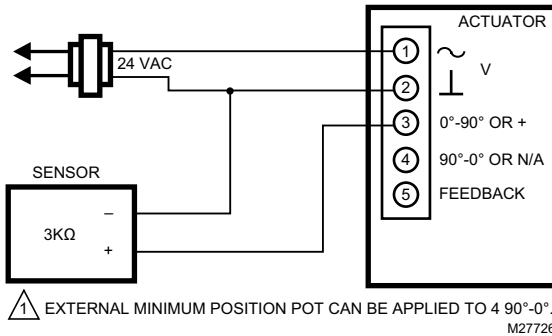 ACTUATOR
24 VAC
1
V
2
3 0°-90° OR +
4 90°-0° OR N/A
5 FEEDBACK
SENSOR
–
3KΩ
+
1 EXTERNAL MINIMUM POSITION POT CAN BE APPLIED TO 4 90°-0°.
M27726